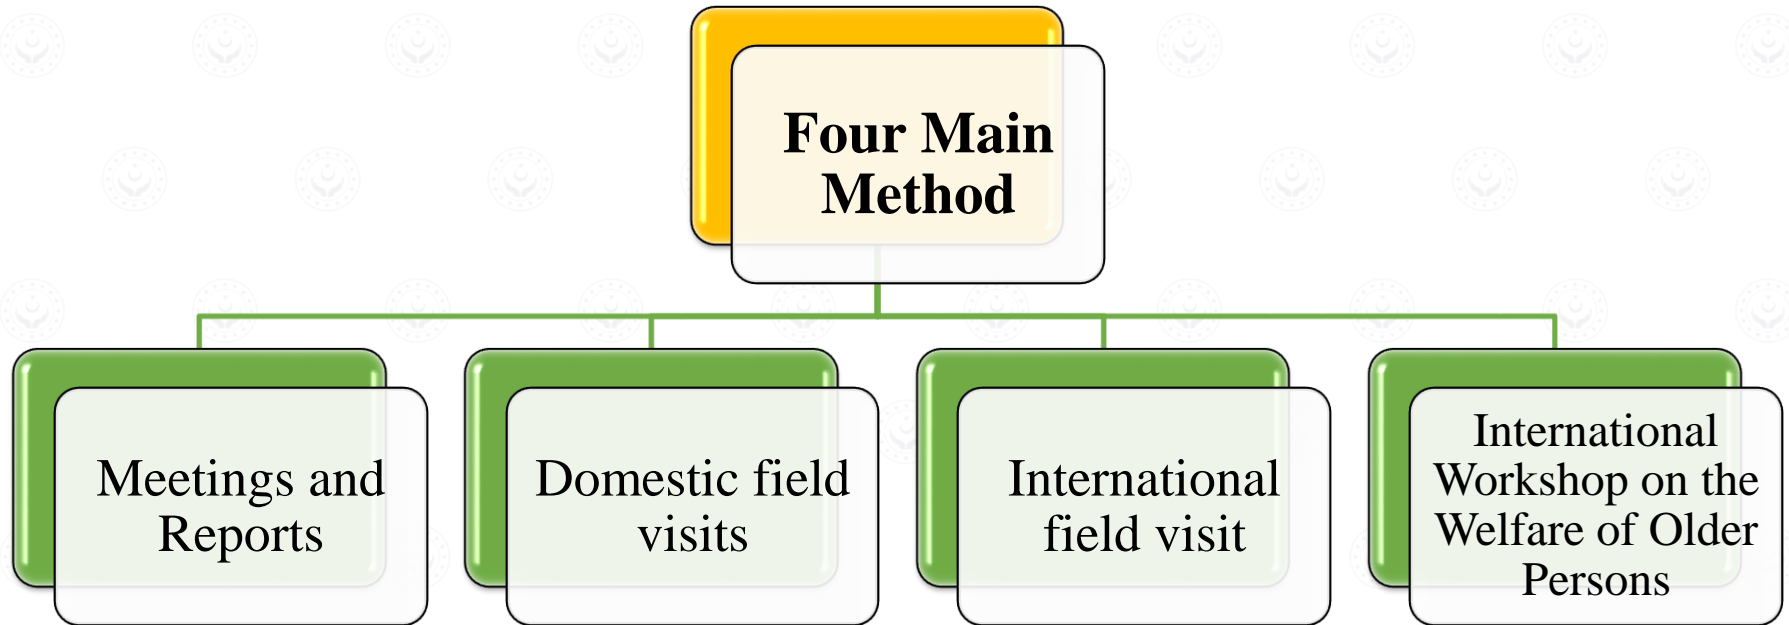 Four Main
Method
Meetings and
Reports
Domestic field
visits
International
field visit
International
Workshop on the
Welfare of Older
Persons